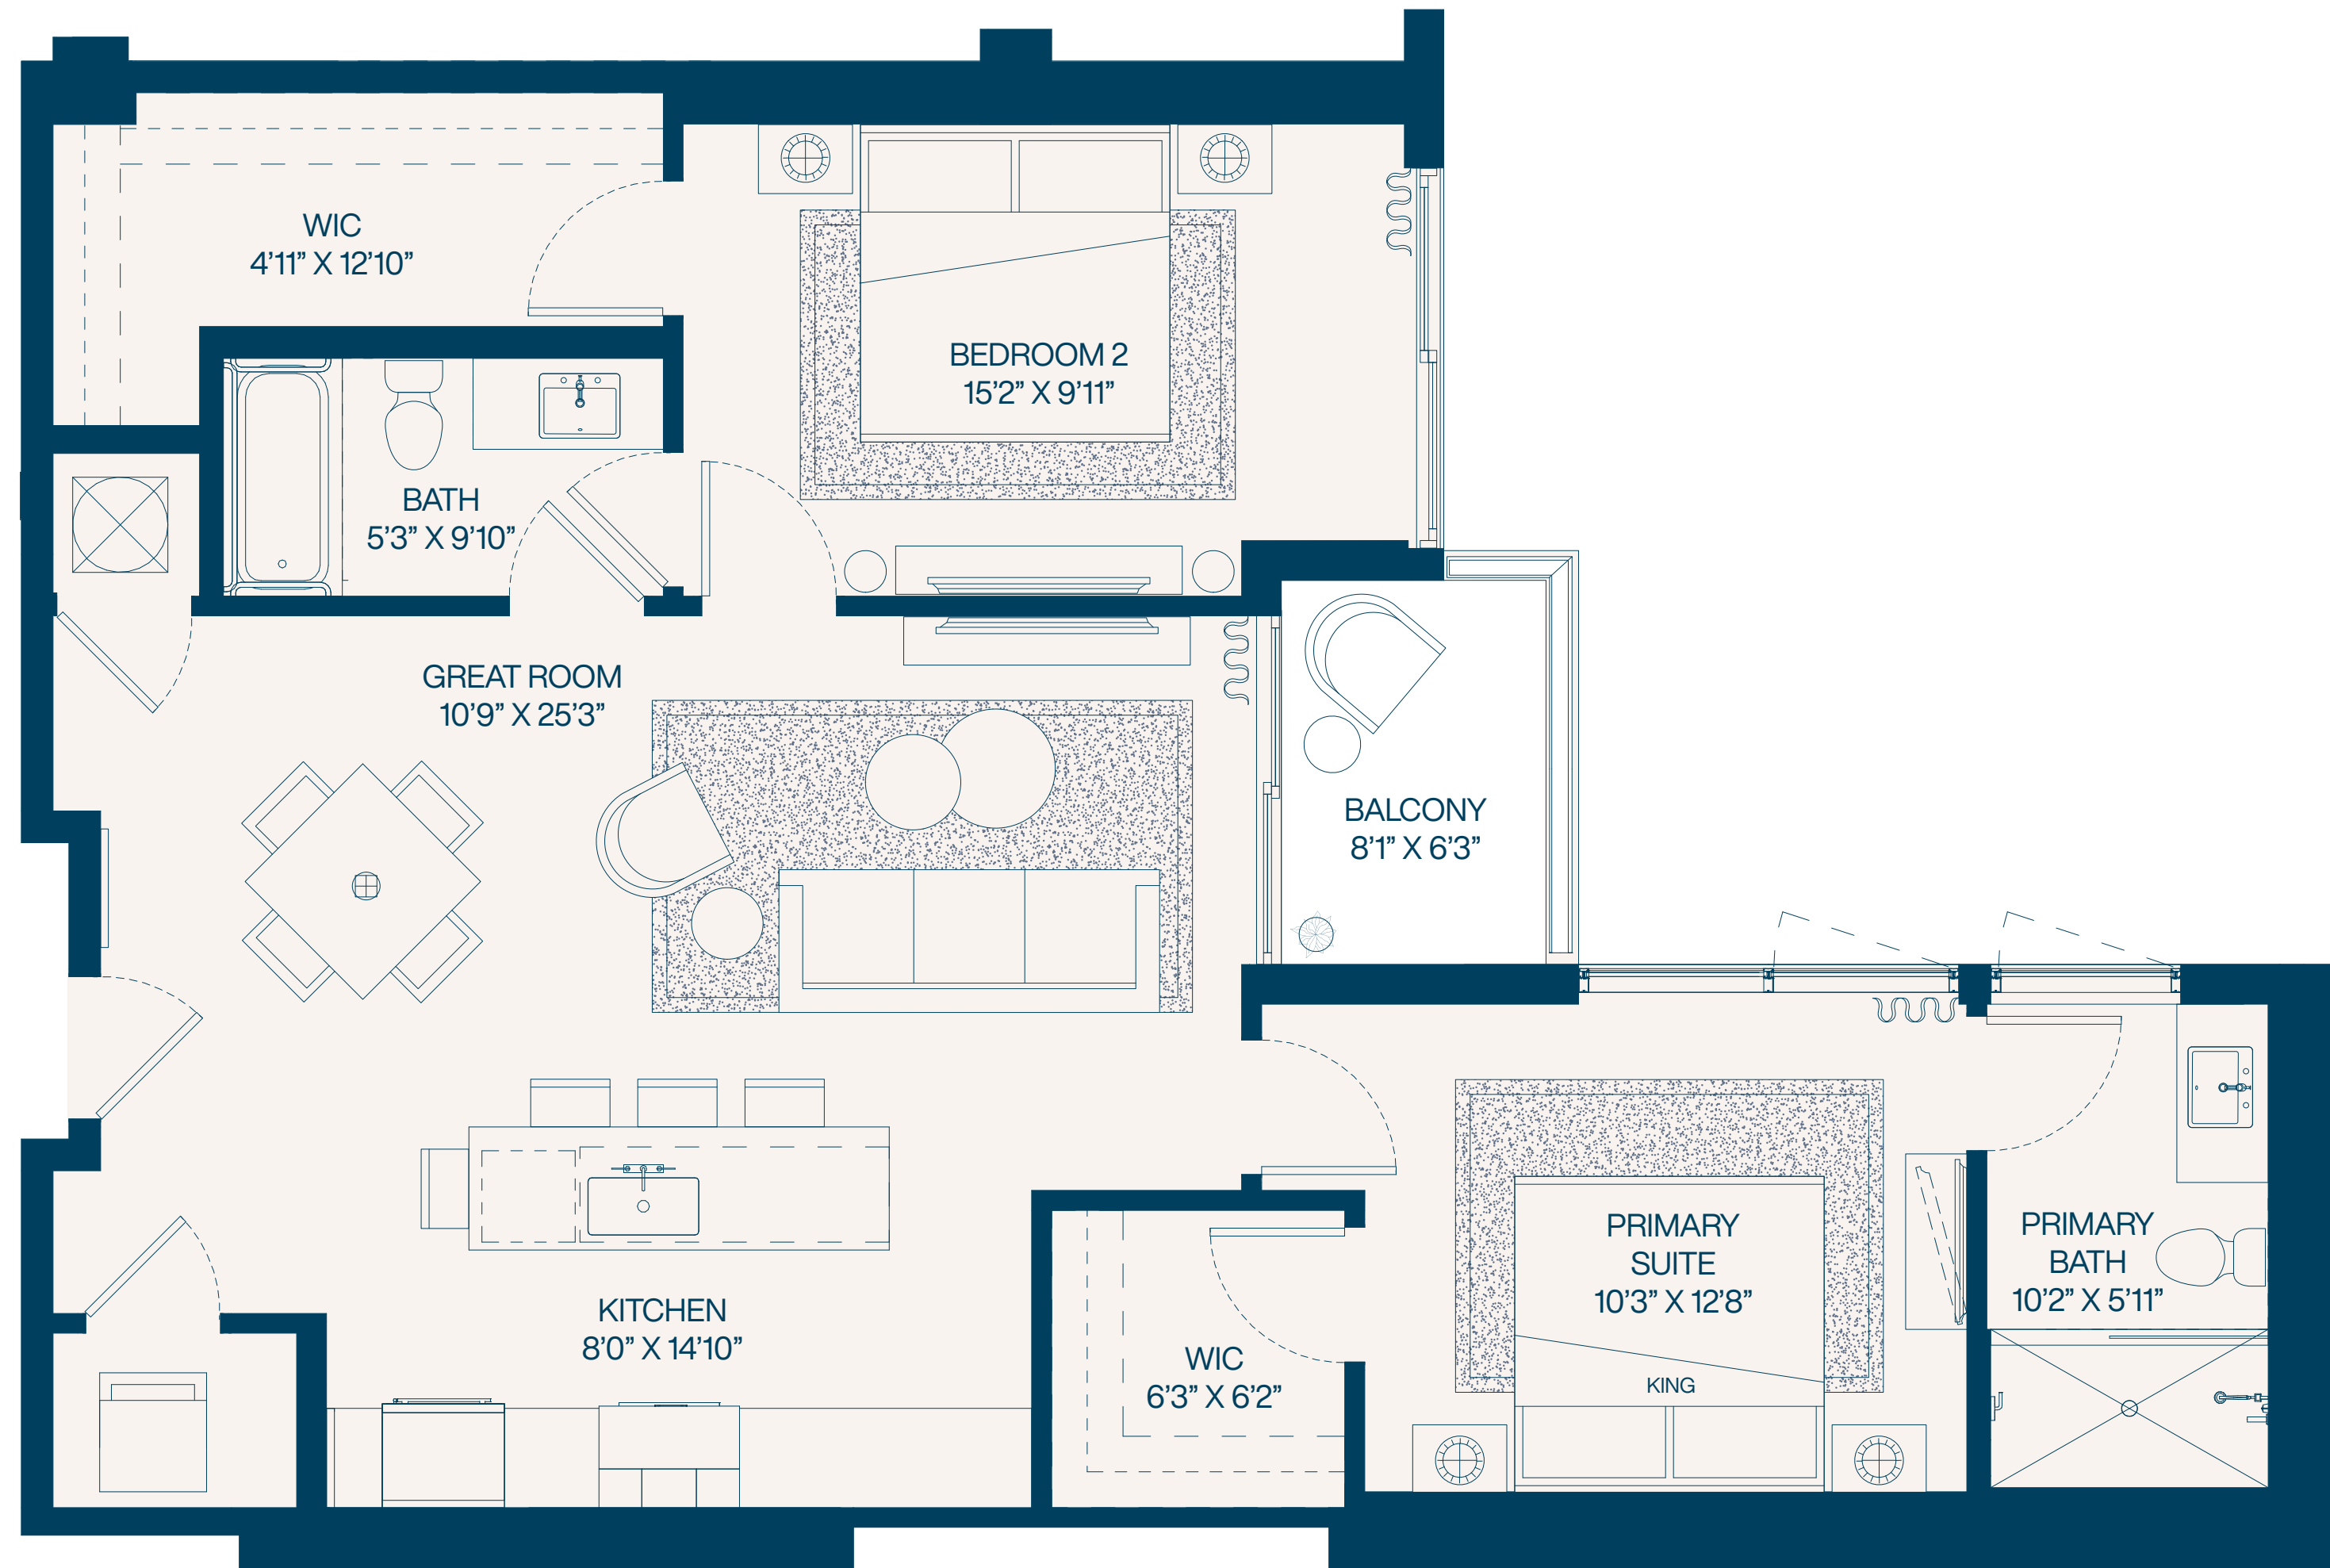 WIC
4’11” X 12’10”
BEDROOM 2
15’2” X 9’11”
BATH
5’3” X 9’10”
GREAT ROOM
10’9” X 25’3”
BALCONY
8’1” X 6’3”
KITCHEN
8’0” X 14’10”
WIC
6’3” X 6’2”
PRIMARY
SUITE
10’3” X 12’8”
KING
PRIMARY
BATH
10’2” X 5’11”